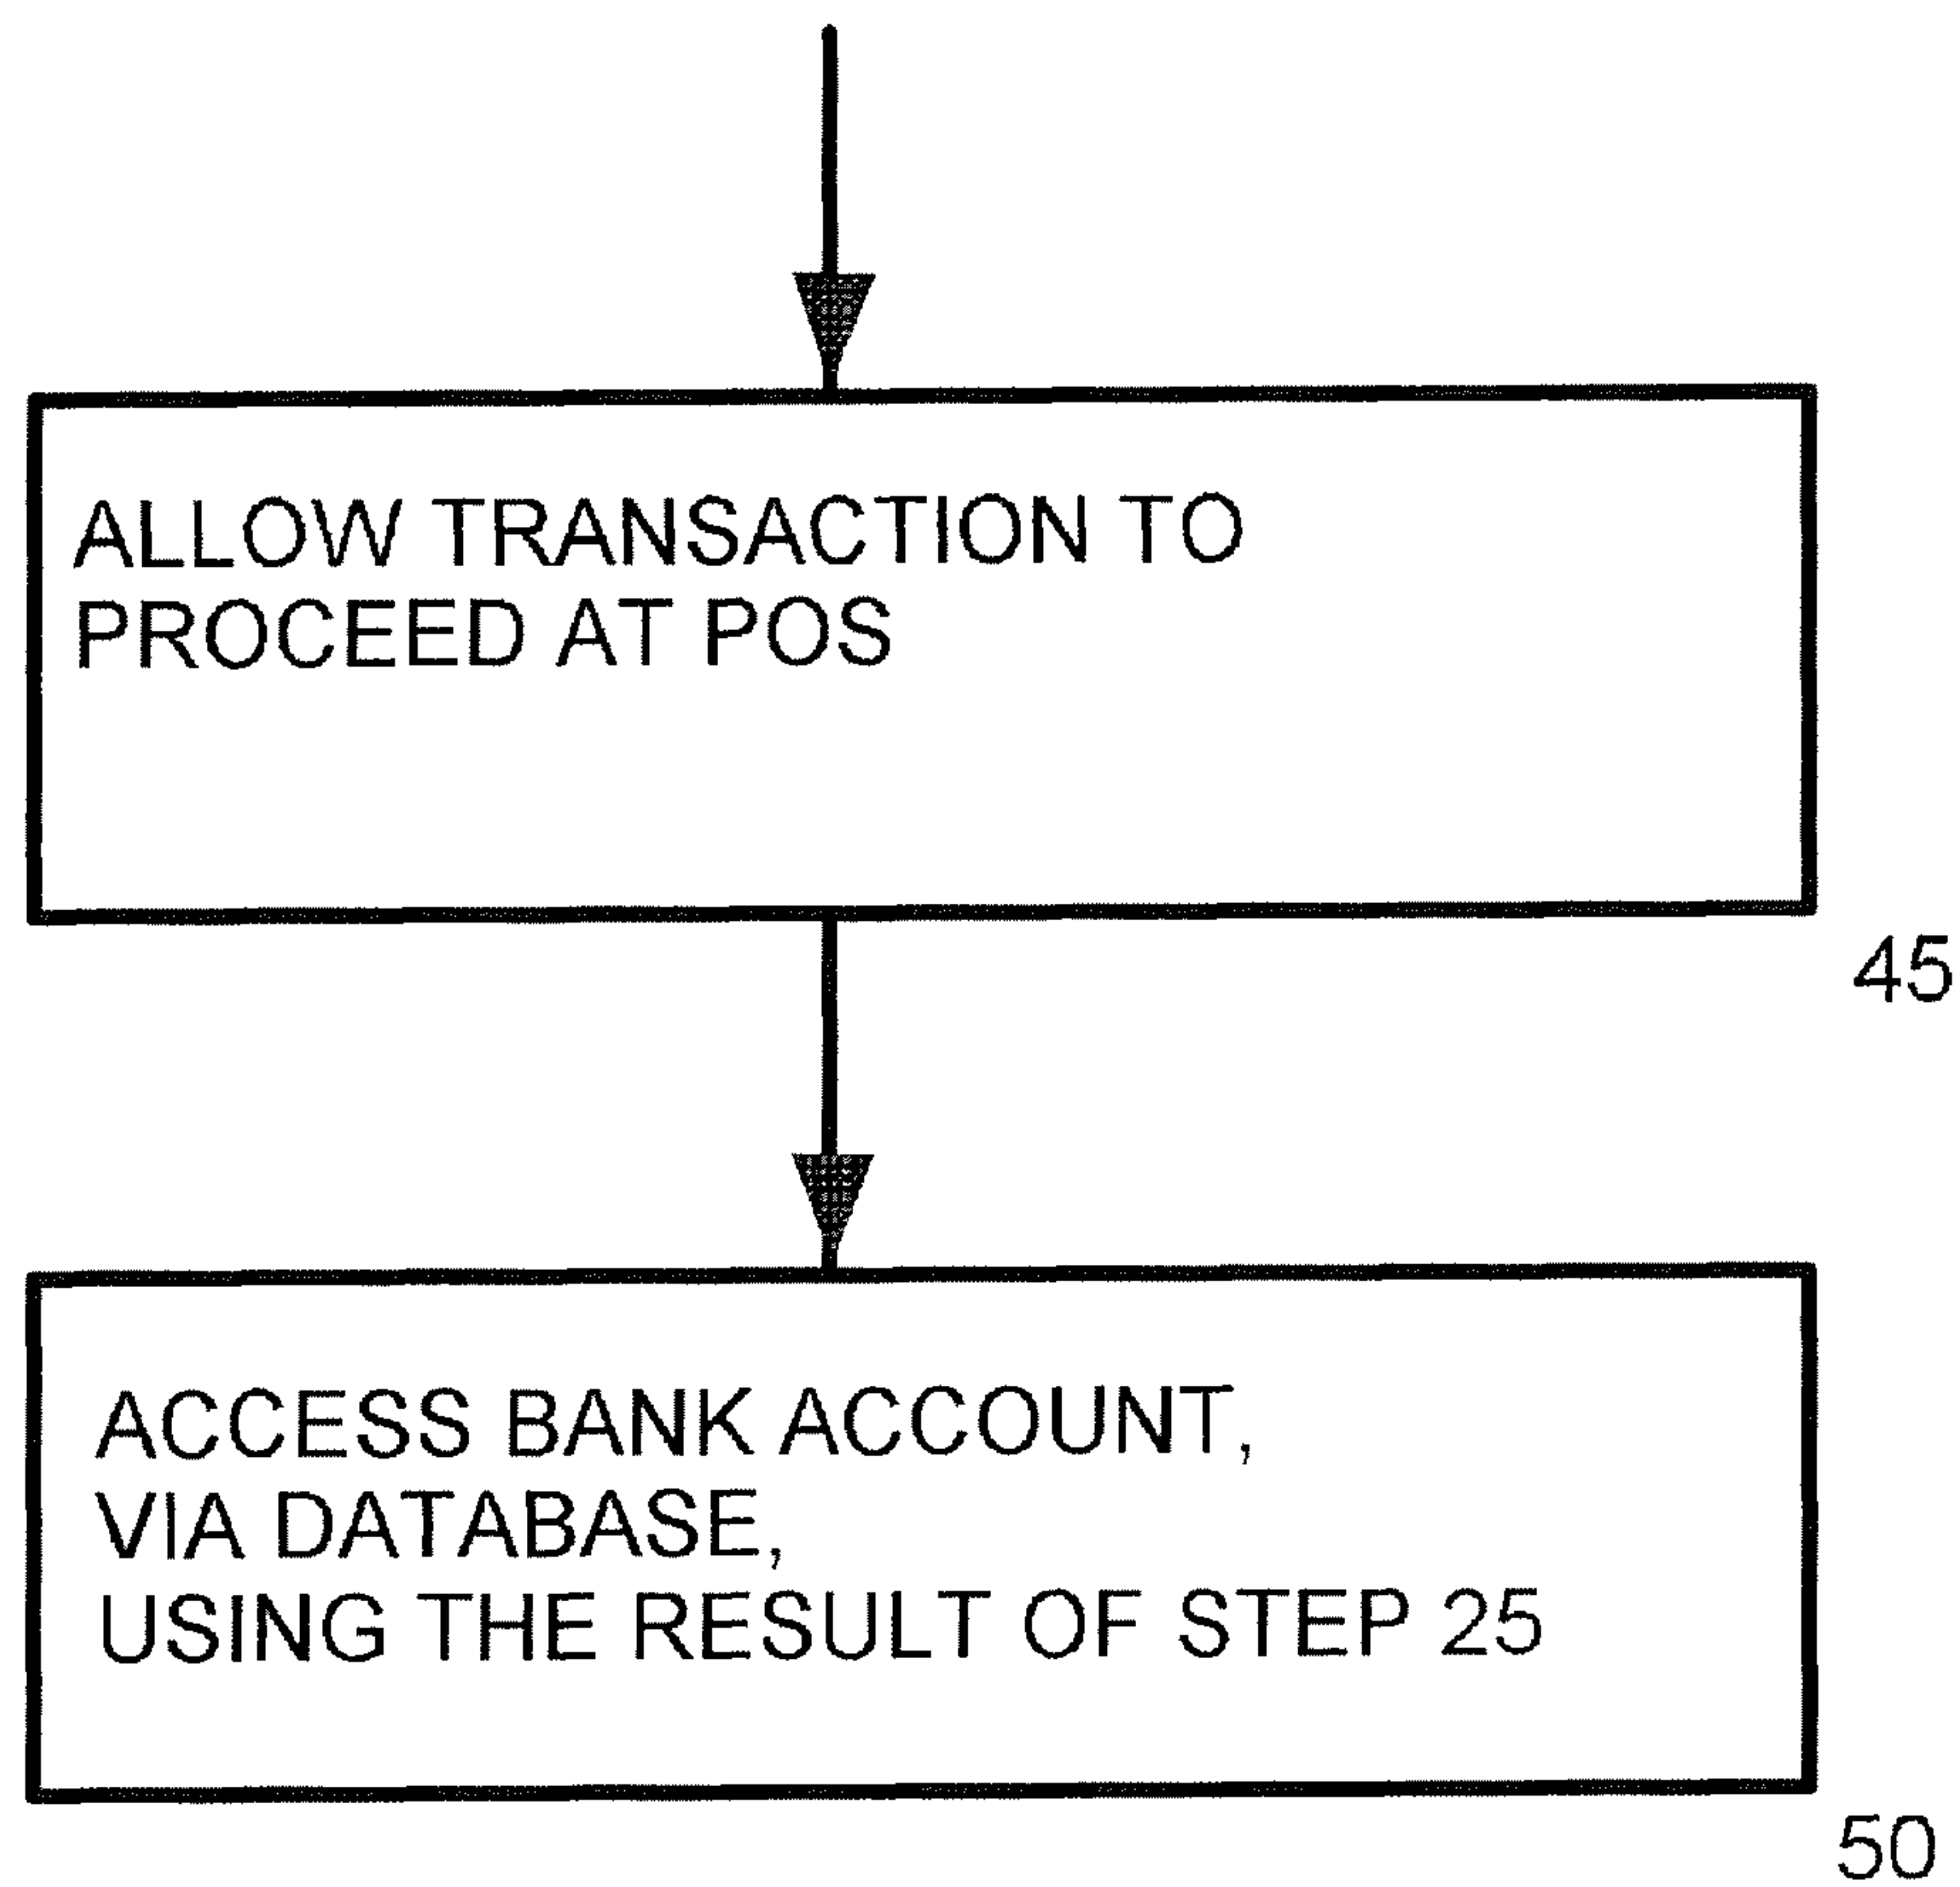 ALLOW TRANSACTION TO
PROCEED AT POS
45
ACCESS BANK ACCOUNT,
VIA DATABASE,
USING THE RESULT OF STEP 25
50